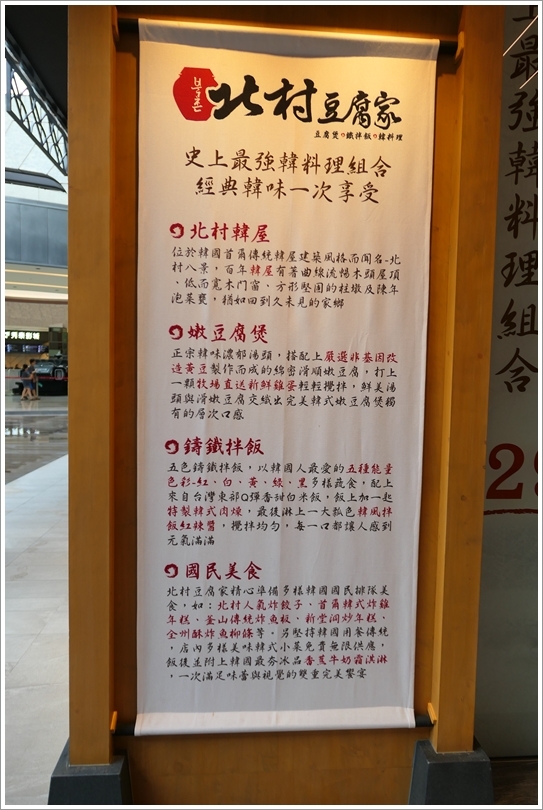 북촌
北村豆腐家
豆腐煲•鐵拌飯•韓料理
史上最強韓料理組合
經典韓味一次享受
北村韓屋
位於韓國首爾傳統韓屋建築風格而聞名-北
村八景，百年韓屋有著曲線流暢木頭屋頂
、低而寬木門窗、方形堅固的柱墩及陳年
泡菜甕，猶如回到久未見的家鄉
嫩豆腐煲
正宗韓味濃郁湯頭，搭配上嚴選非基因改
造黃豆製作而成的綿密滑順嫩豆腐，打上
一顆牧場直送新鮮雞蛋輕輕攪拌，鮮美湯
頭與滑嫩豆腐交織出完美韓式嫩豆腐煲獨
有的層次口感
鑄鐵拌飯
五色鑄鐵拌飯，以韓國人最愛的五種能量
色彩-紅、白、黃、綠、黑多樣蔬食，配上
來自台灣東部Q彈香甜白米飯，飯上加一起
特製韓式肉燥，最後淋上一大瓢色韓風拌
飯紅辣醬，攪拌均勻，每一口都讓人感到
元氣滿滿
國民美食
北村豆腐家精心準備多樣韓國國民排隊美
食，如：北村人氣炸餃子、首爾韓式炸雞
年糕、釜山傳統炸魚板、新堂洞炒年糕、
全州酥炸魚柳條等。另堅持韓國用餐傳統
，店內多樣美味韓式小菜免費無限供應，
飯後並附上韓國最夯冰品香蕉牛奶霜淇淋
，一次滿足味蕾與視覺的雙重完美饗宴
最強韓料理組合